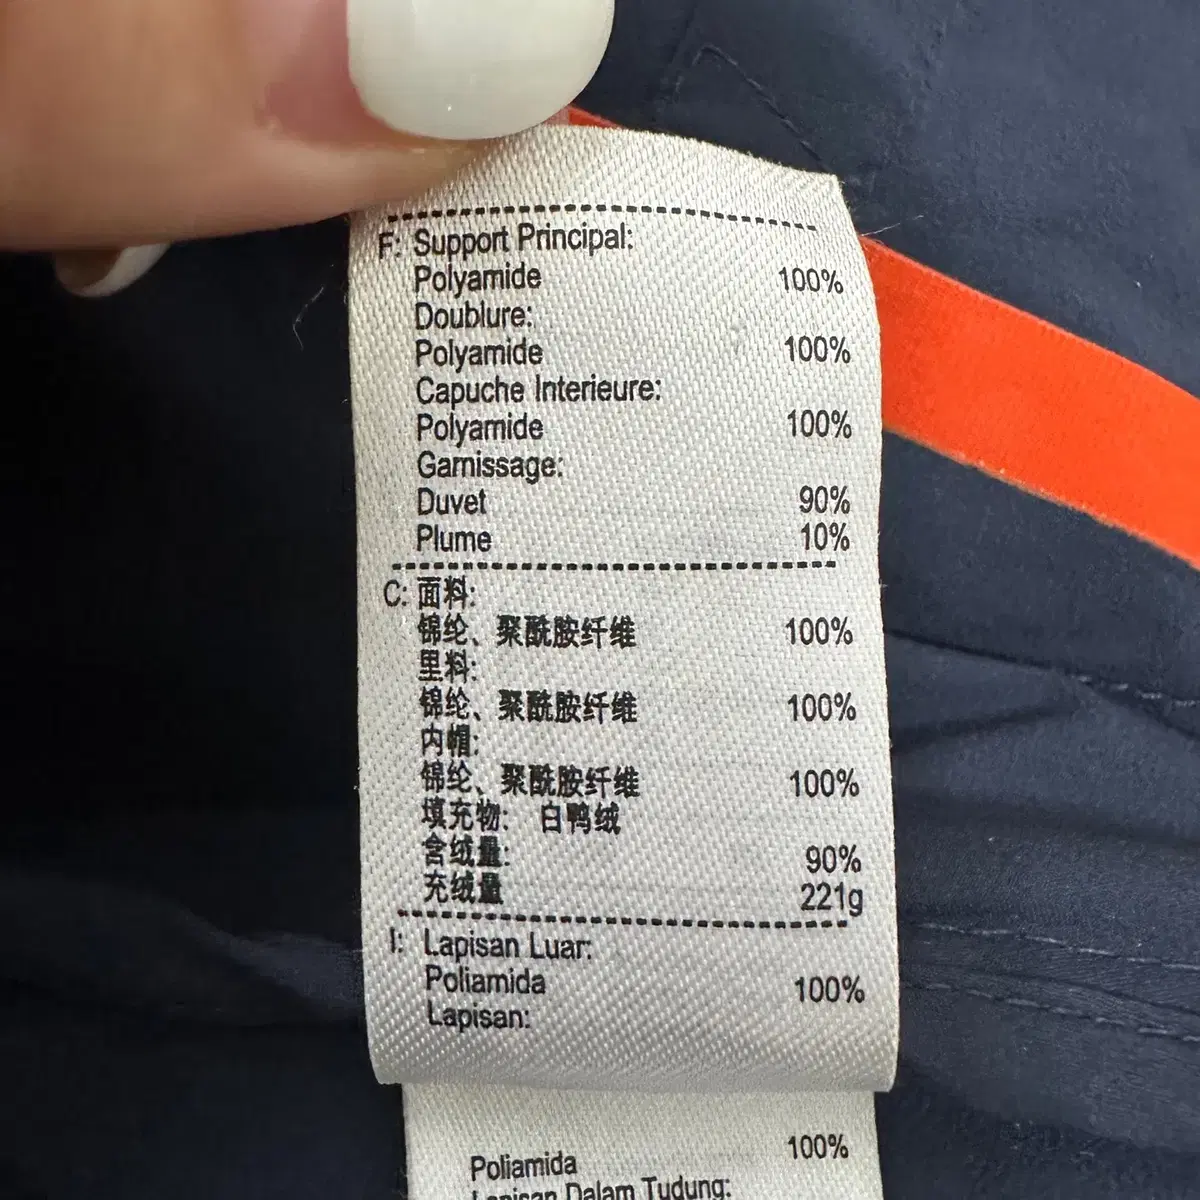 F: Support Principal:
Polyamide 100%
Doublure:
Polyamide 100%
Capuche Interieure:
Polyamide 100%
Garnissage:
Duvet 90%
Plume 10%
C: 面料:
锦纶、聚酰胺纤维 100%
里料:
锦纶、聚酰胺纤维 100%
内帽:
锦纶、聚酰胺纤维 100%
填充物: 白鸭绒
含绒量: 90%
充绒量 221g
I: Lapisan Luar:
Poliamida 100%
Lapisan:
Poliamida 100%
Lapisan Dalam Tudung: